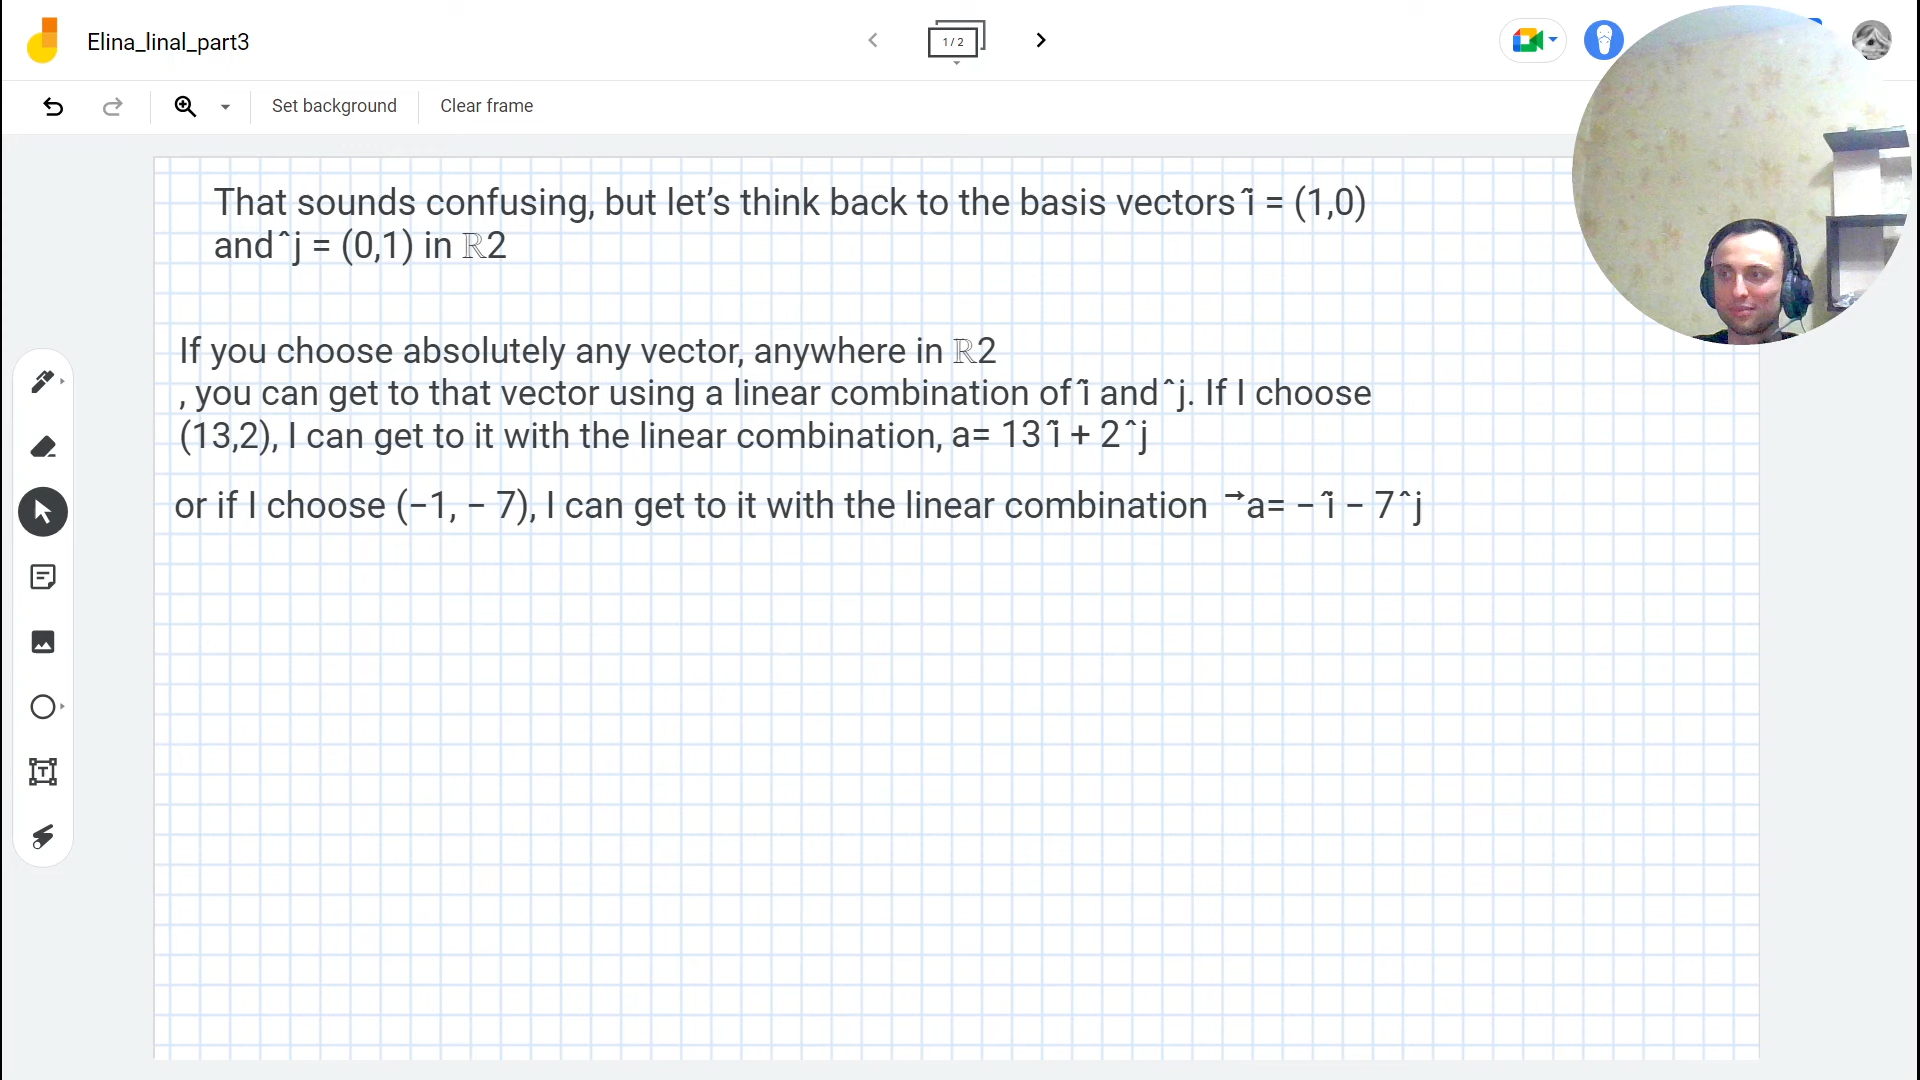 Elina_linal_part3
1 / 2
Set background
Clear frame
That sounds confusing, but let’s think back to the basis vectors ̂i = (1,0)
and ̂ j = (0,1) in ℝ2
If you choose absolutely any vector, anywhere in ℝ2
, you can get to that vector using a linear combination of ̂i and ̂ j. If I choose
(13,2), I can get to it with the linear combination, a= 13 ̂i + 2 ̂ j
or if I choose (−1, − 7), I can get to it with the linear combination ⃗a= − ̂i − 7 ̂ j